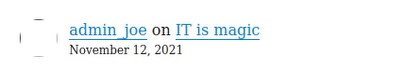 admin_joe on IT is magic
November 12, 2021